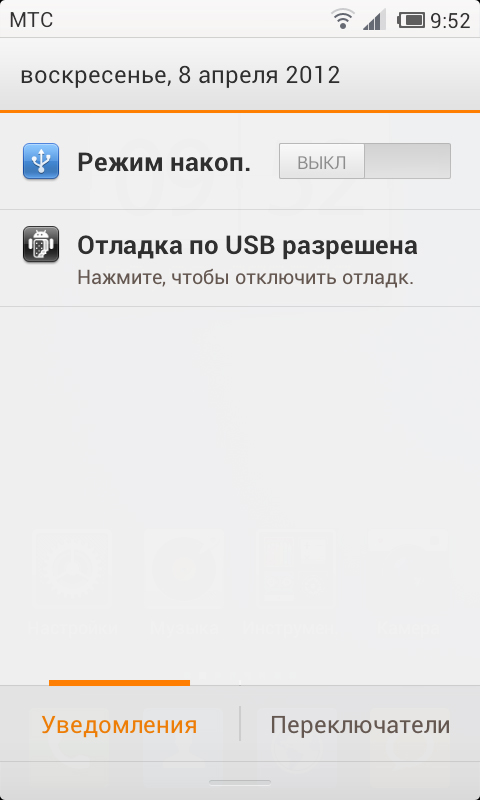 МТС 9:52
воскресенье, 8 апреля 2012
Режим накоп. ВЫКЛ
Отладка по USB разрешена
Нажмите, чтобы отключить отладк.
Уведомления Переключатели